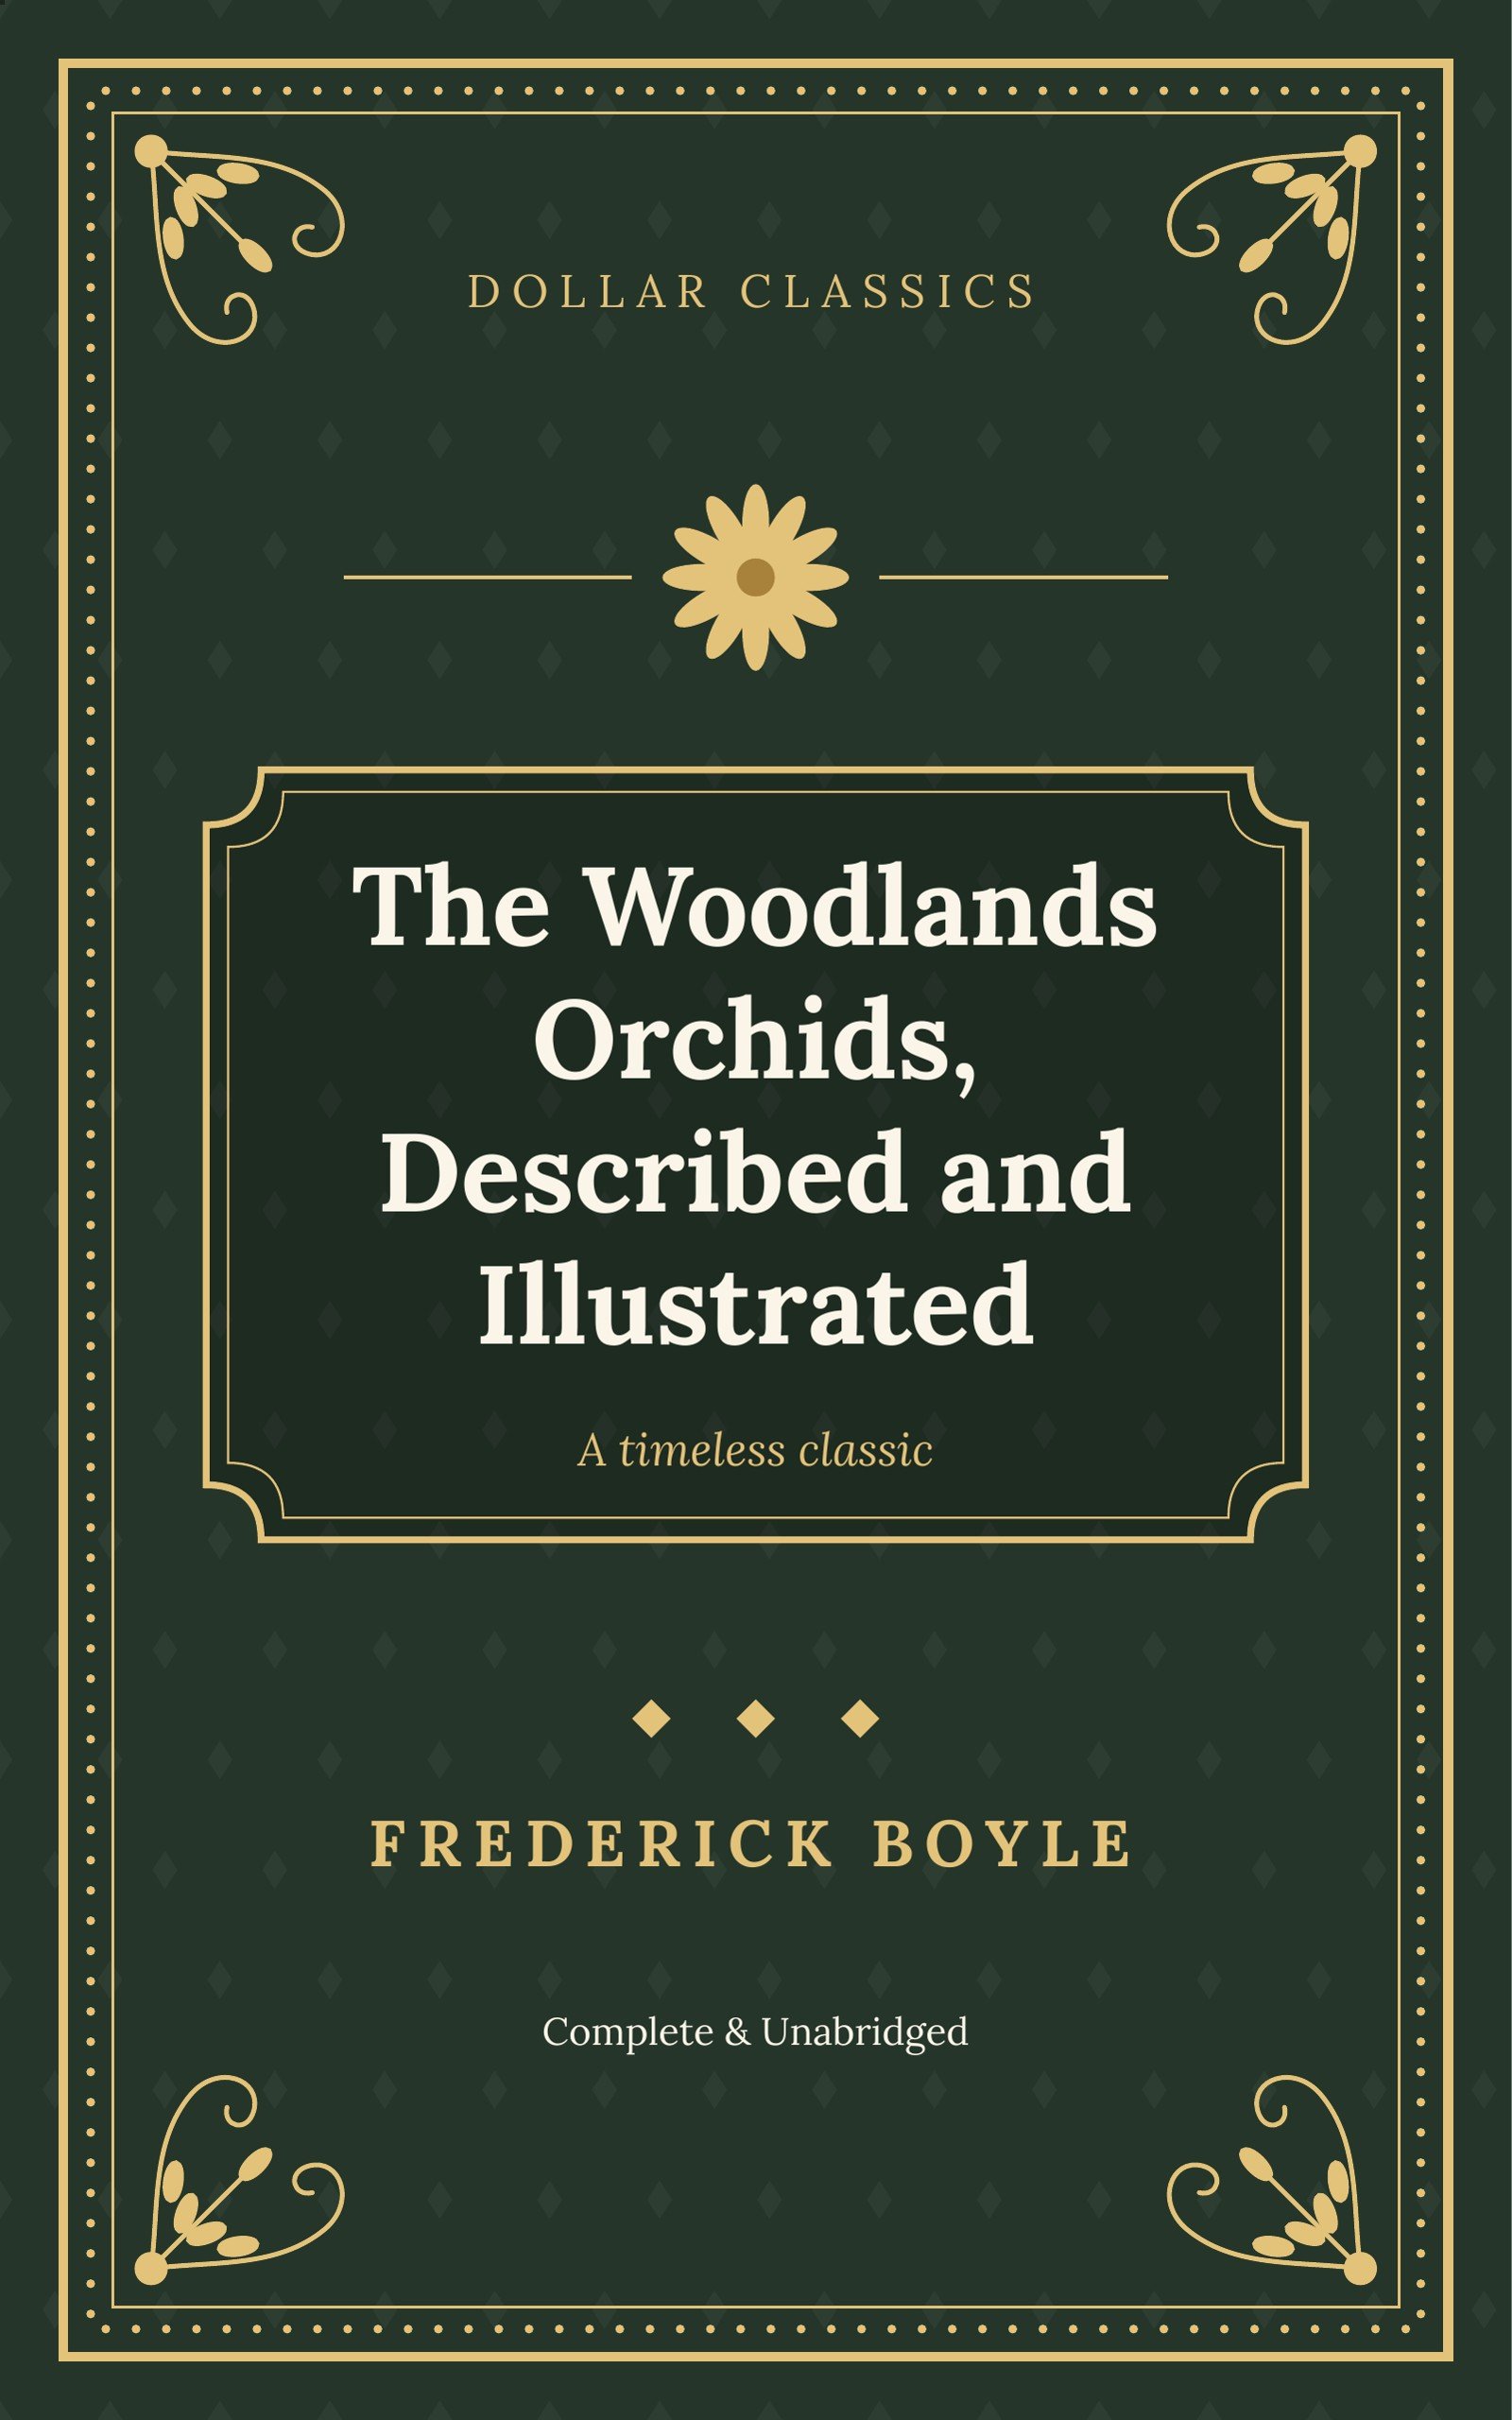 DOLLAR CLASSICS
The Woodlands
Orchids,
Described and
Illustrated
A timeless classic
FREDERICK BOYLE
Complete & Unabridged